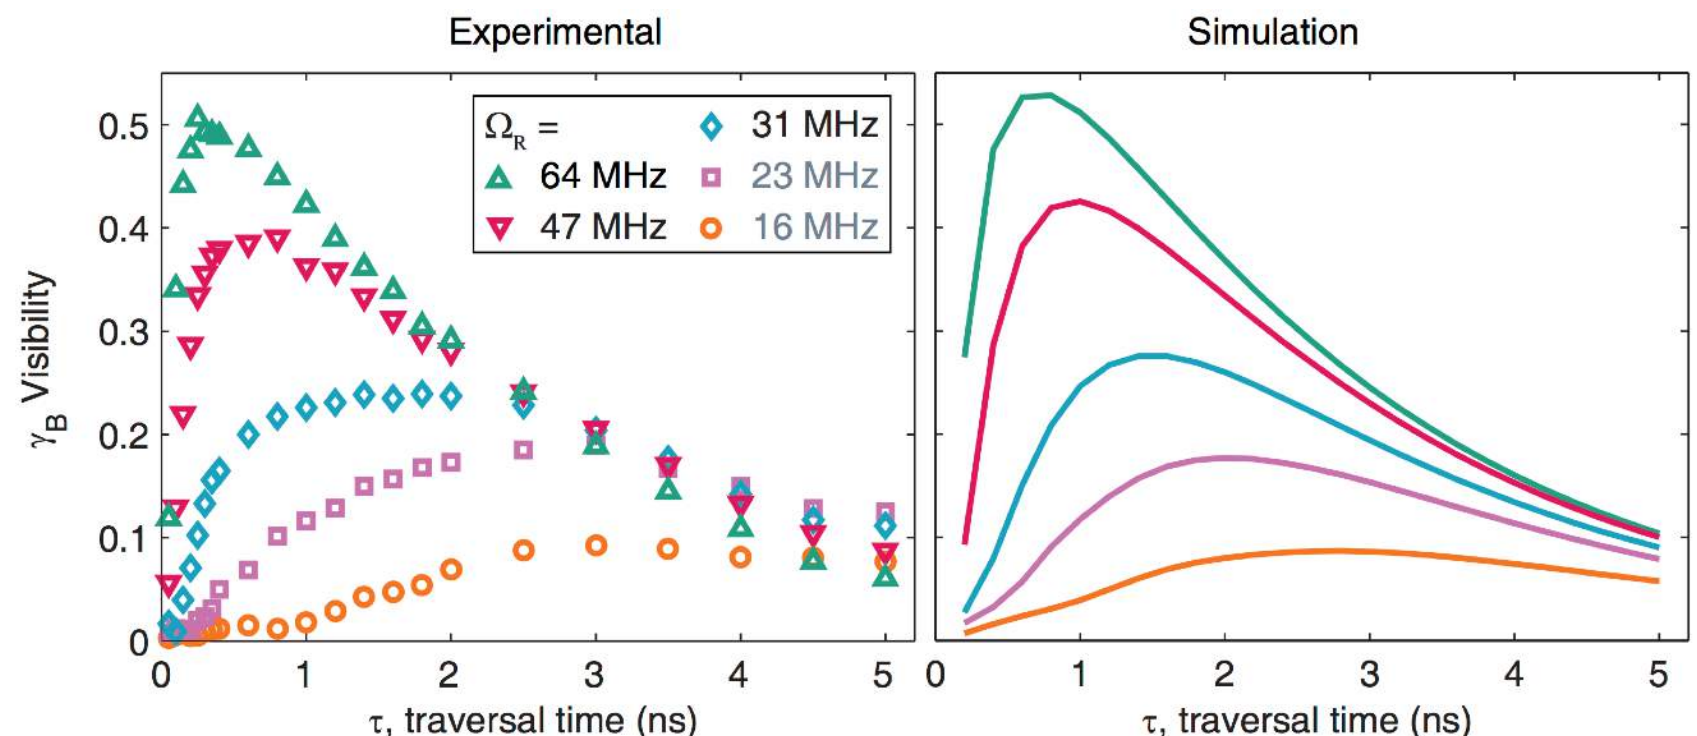 Experimental
Simulation
γB Visibility
0.5
0.4
0.3
0.2
0.1
0
ΩR =
64 MHz
47 MHz
31 MHz
23 MHz
16 MHz
0 1 2 3 4 5
τ, traversal time (ns)
0 1 2 3 4 5
τ, traversal time (ns)